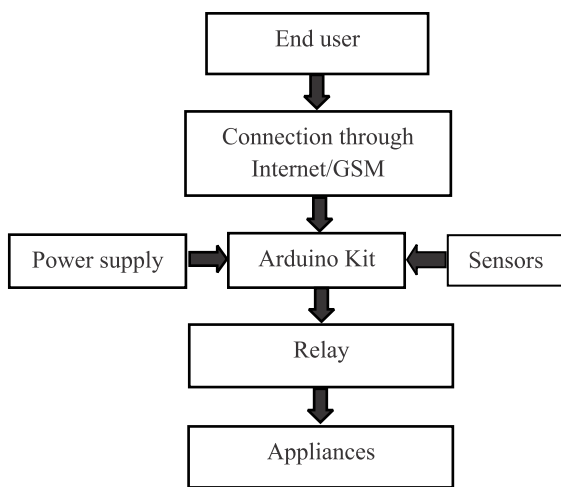 End user
Connection through
Internet/GSM
Power supply
Arduino Kit
Sensors
Relay
Appliances